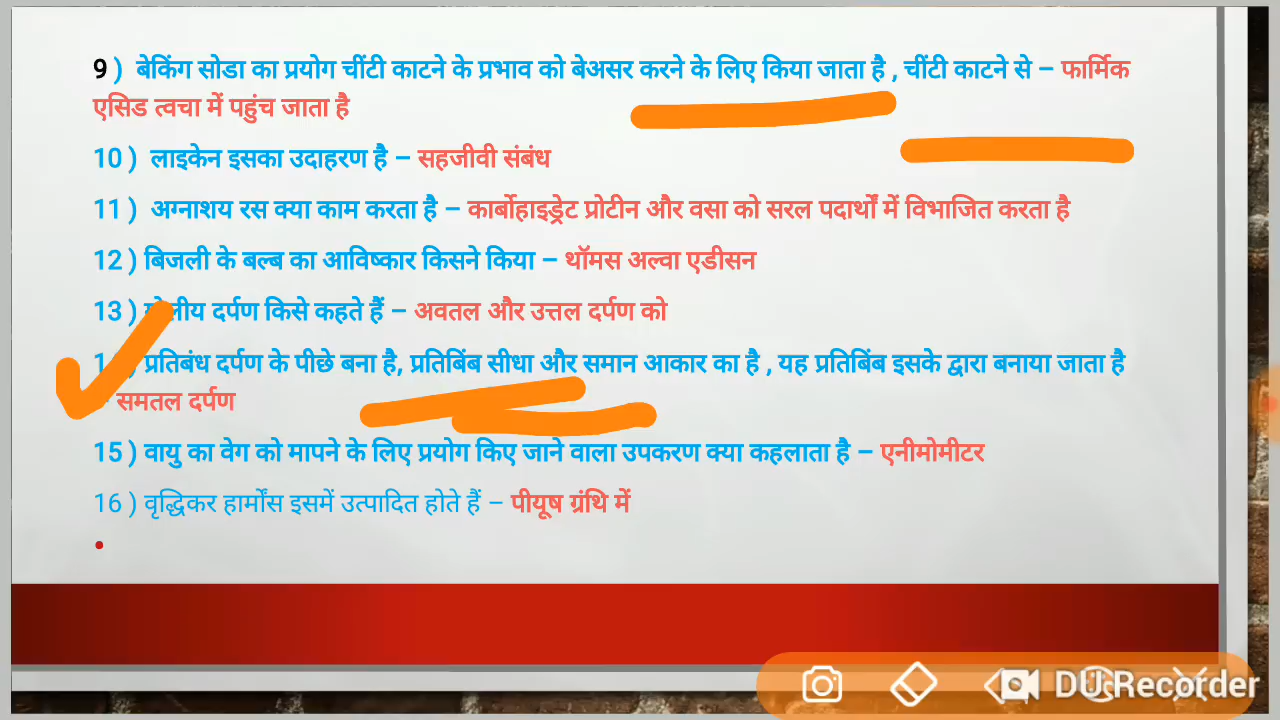 9 ) बेकिंग सोडा का प्रयोग चींटी काटने के प्रभाव को बेअसर करने के लिए किया जाता है , चींटी काटने से – फार्मिक
एसिड त्वचा में पहुंच जाता है
10 ) लाइकेन इसका उदाहरण है – सहजीवी संबंध
11 ) अग्नाशय रस क्या काम करता है – कार्बोहाइड्रेट प्रोटीन और वसा को सरल पदार्थों में विभाजित करता है
12 ) बिजली के बल्ब का आविष्कार किसने किया – थॉमस अल्वा एडीसन
13 ) दर्पण किसे कहते हैं – अवतल और उत्तल दर्पण को
प्रतिबंध दर्पण के पीछे बना है, प्रतिबिंब सीधा और समान आकार का है , यह प्रतिबिंब इसके द्वारा बनाया जाता है
समतल दर्पण
15 ) वायु का वेग को मापने के लिए प्रयोग किए जाने वाला उपकरण क्या कहलाता है – एनीमोमीटर
16 ) वृद्धिकर हार्मोंस इसमें उत्पादित होते हैं – पीयूष ग्रंथि में
DU Recorder